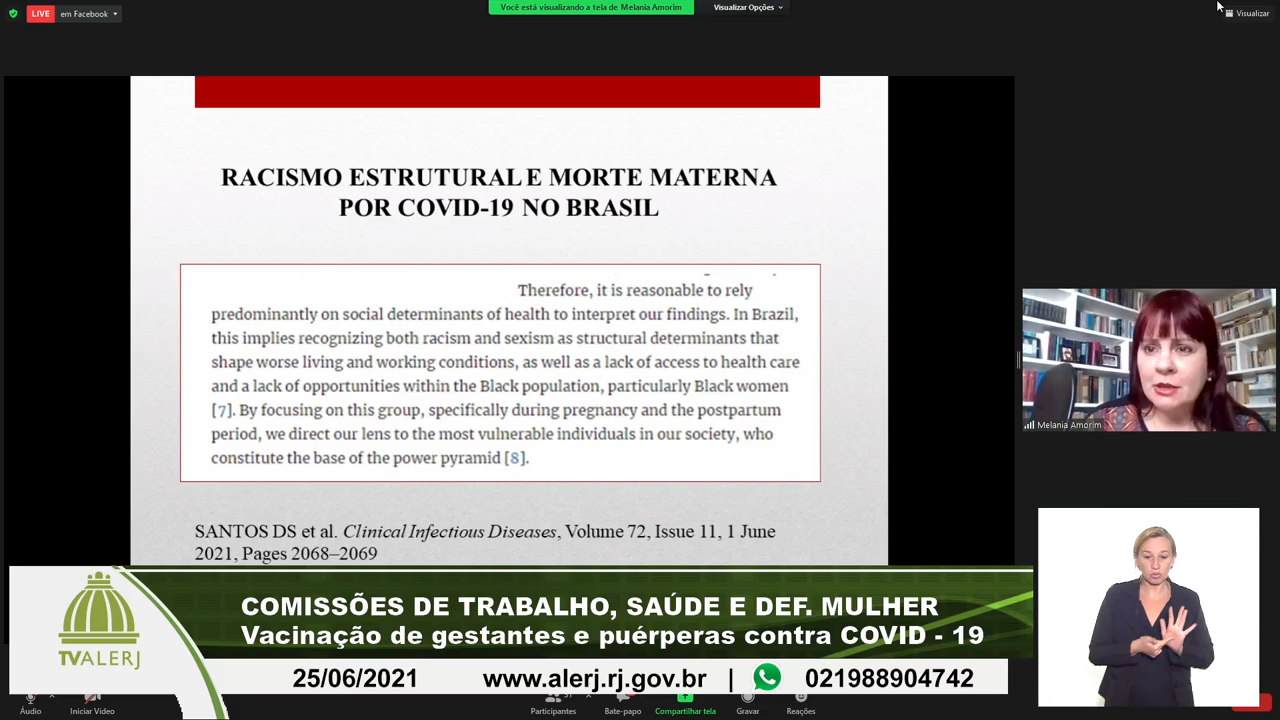 LIVE em Facebook
Você está visualizando a tela de Melania Amorim
Visualizar Opções
Visualizar
RACISMO ESTRUTURAL E MORTE MATERNA
POR COVID-19 NO BRASIL
Therefore, it is reasonable to rely
predominantly on social determinants of health to interpret our findings. In Brazil,
this implies recognizing both racism and sexism as structural determinants that
shape worse living and working conditions, as well as a lack of access to health care
and a lack of opportunities within the Black population, particularly Black women
[7]. By focusing on this group, specifically during pregnancy and the postpartum
period, we direct our lens to the most vulnerable individuals in our society, who
constitute the base of the power pyramid [8].
SANTOS DS et al. Clinical Infectious Diseases, Volume 72, Issue 11, 1 June
2021, Pages 2068–2069
Melania Amorim
COMISSÕES DE TRABALHO, SAÚDE E DEF. MULHER
Vacinação de gestantes e puérperas contra COVID - 19
TVALERJ
25/06/2021 www.alerj.rj.gov.br | 021988904742
Áudio
Iniciar Vídeo
Participantes
Bate-papo
Compartilhar tela
Gravar
Reações